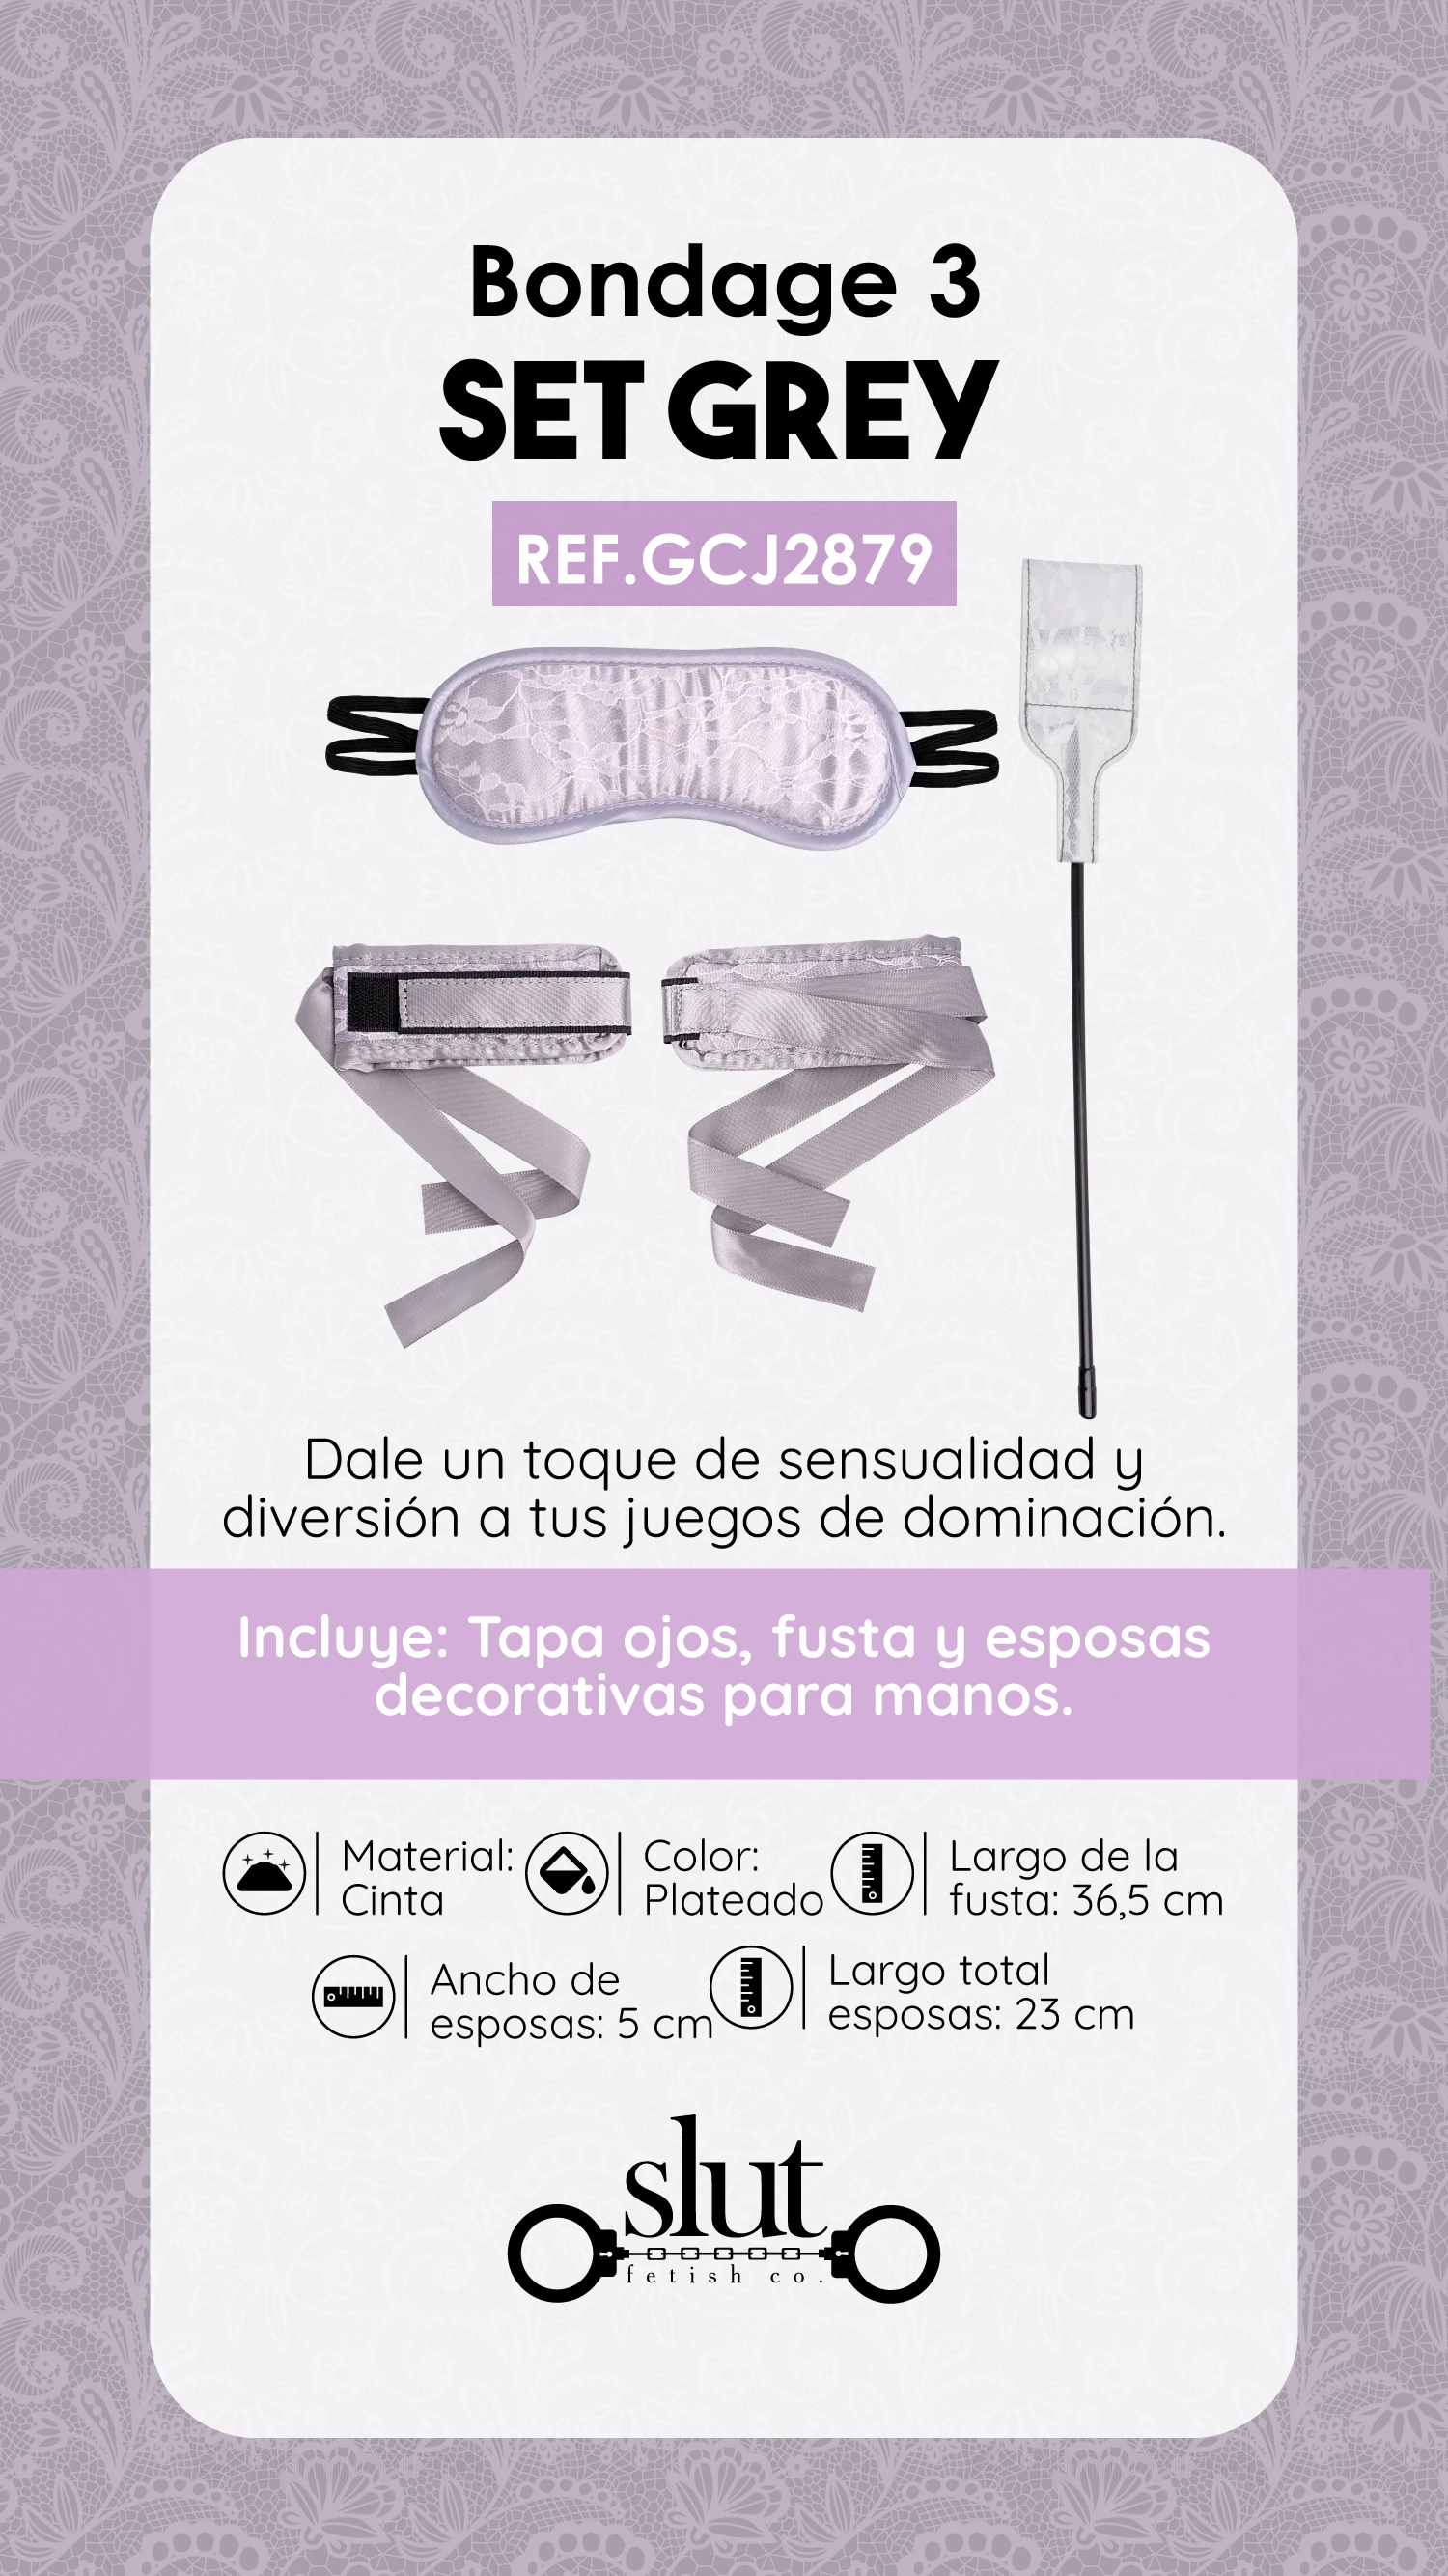 Bondage 3
SET GREY
REF.GCJ2879
Dale un toque de sensualidad y
diversión a tus juegos de dominación.
Incluye: Tapa ojos, fusta y esposas
decorativas para manos.
Material:
Cinta
Color:
Plateado
Largo de la
fusta: 36,5 cm
Ancho de
esposas: 5 cm
Largo total
esposas: 23 cm
slut
fetish co.